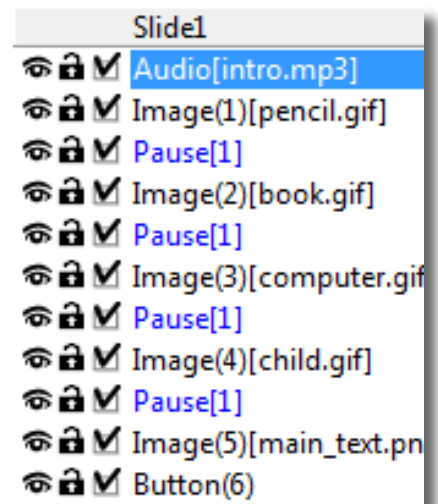 Slide1
Audio[intro.mp3]
Image(1)[pencil.gif]
Pause[1]
Image(2)[book.gif]
Pause[1]
Image(3)[computer.gif
Pause[1]
Image(4)[child.gif]
Pause[1]
Image(5)[main_text.pn
Button(6)